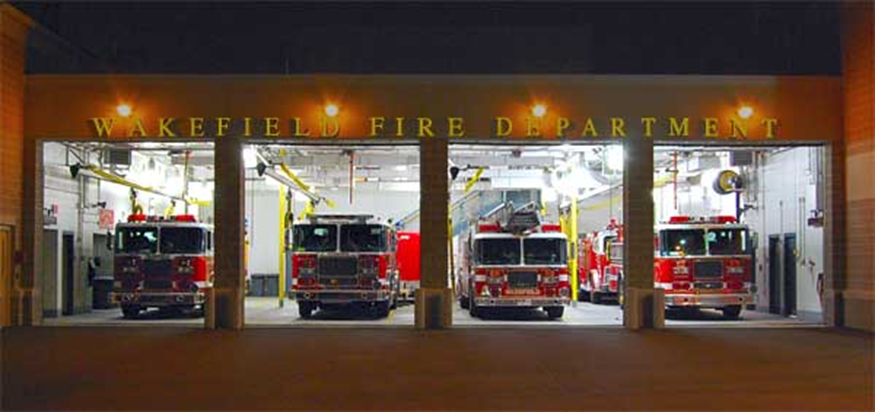 WAKEFIELD FIRE DEPARTMENT